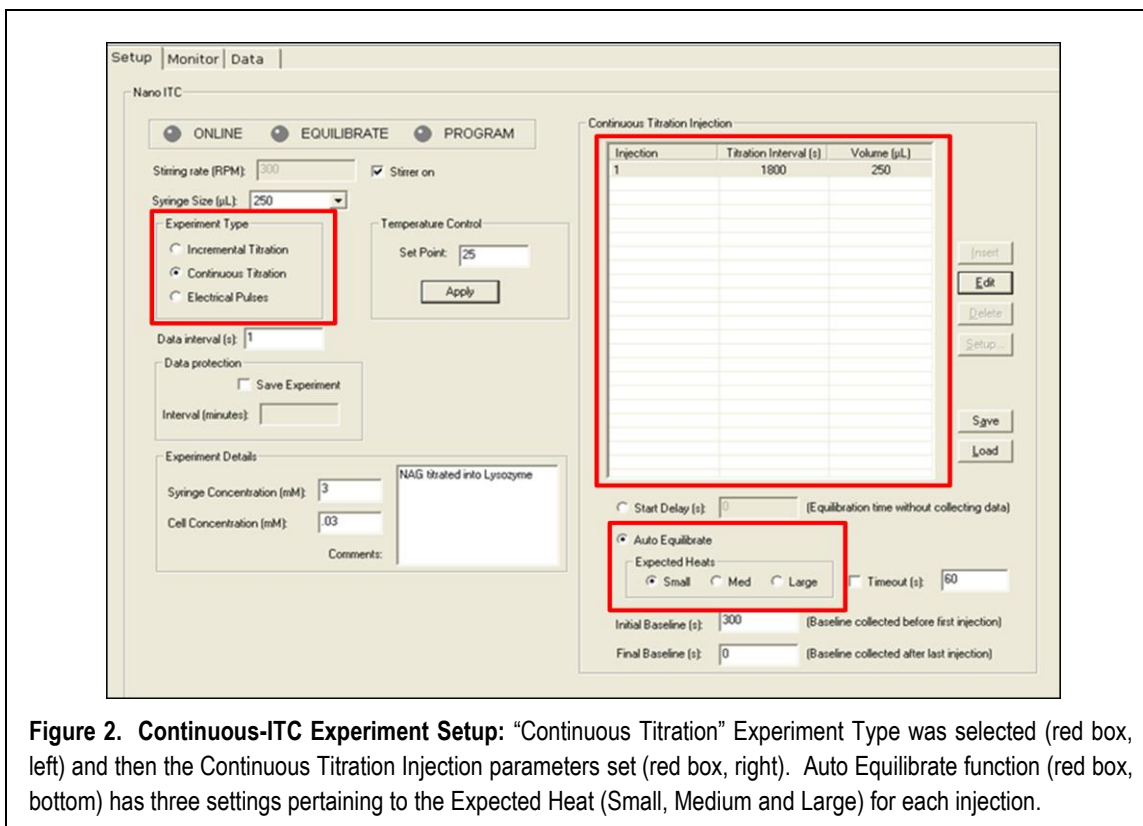 Setup Monitor Data
Nano ITC
ONLINE EQUILIBRATE PROGRAM
Stirring rate (RPM): 300 Stirrer on
Syringe Size (µL): 250
Experiment Type
Incremental Titration
Continuous Titration
Electrical Pulses
Temperature Control
Set Point: 25
Apply
Data interval (s): 1
Data protection
Save Experiment
Interval (minutes):
Experiment Details
Syringe Concentration (mM): 3
Cell Concentration (mM): .03
Comments:
NAG titrated into Lysozyme
Continuous Titration Injection
Injection Titration Interval (s) Volume (µL)
1 1800 250
Insert
Edit
Delete
Setup...
Save
Load
Start Delay (s): 0 (Equilibration time without collecting data)
Auto Equilibrate
Expected Heats
Small Med Large Timeout (s): 60
Initial Baseline (s): 300 (Baseline collected before first injection)
Final Baseline (s): 0 (Baseline collected after last injection)
Figure 2. Continuous-ITC Experiment Setup: “Continuous Titration” Experiment Type was selected (red box,
left) and then the Continuous Titration Injection parameters set (red box, right). Auto Equilibrate function (red box,
bottom) has three settings pertaining to the Expected Heat (Small, Medium and Large) for each injection.